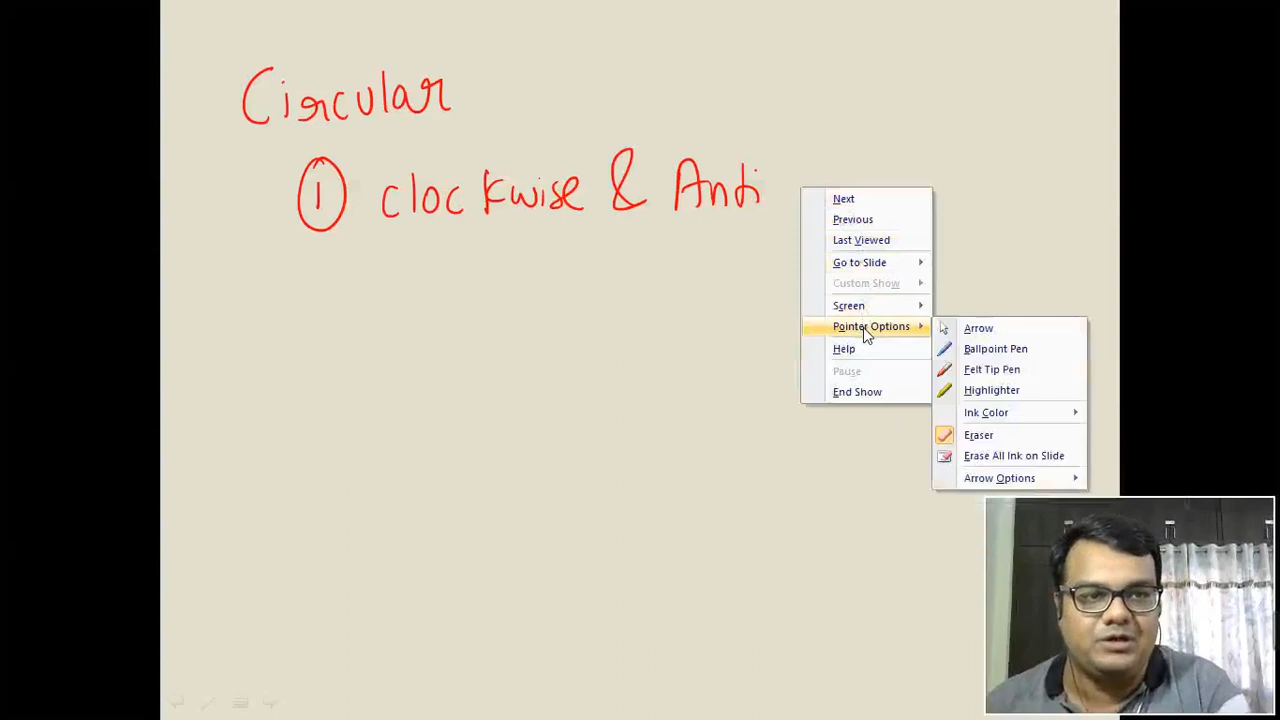 Circular
1 clockwise & Anti
Next
Previous
Last Viewed
Go to Slide
Custom Show
Screen
Pointer Options
Help
Pause
End Show
Arrow
Ballpoint Pen
Felt Tip Pen
Highlighter
Ink Color
Eraser
Erase All Ink on Slide
Arrow Options